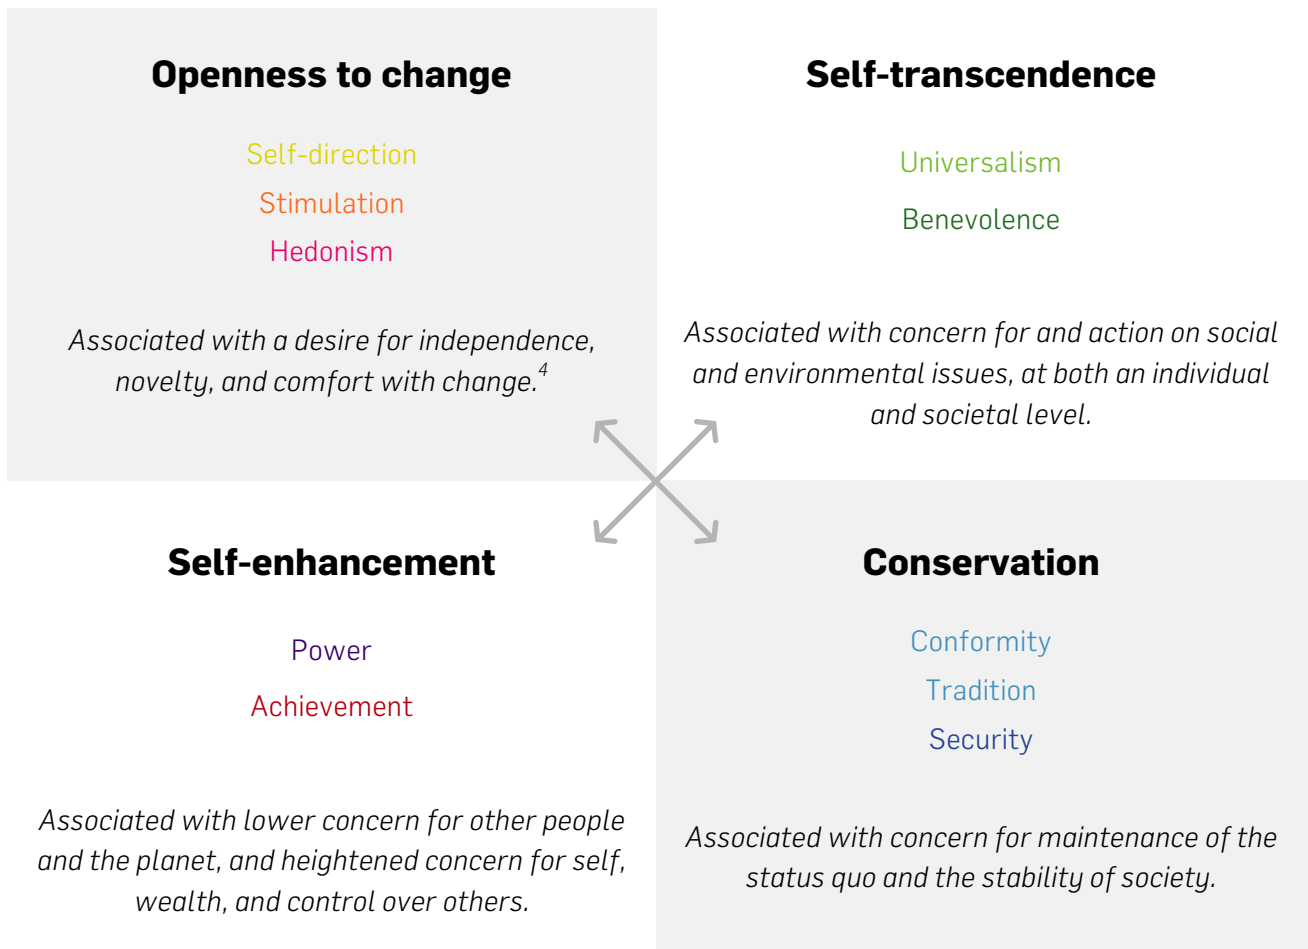 Openness to change
Self-direction
Stimulation
Hedonism
Associated with a desire for independence,
novelty, and comfort with change.⁴
Self-transcendence
Universalism
Benevolence
Associated with concern for and action on social
and environmental issues, at both an individual
and societal level.
Self-enhancement
Power
Achievement
Associated with lower concern for other people
and the planet, and heightened concern for self,
wealth, and control over others.
Conservation
Conformity
Tradition
Security
Associated with concern for maintenance of the
status quo and the stability of society.